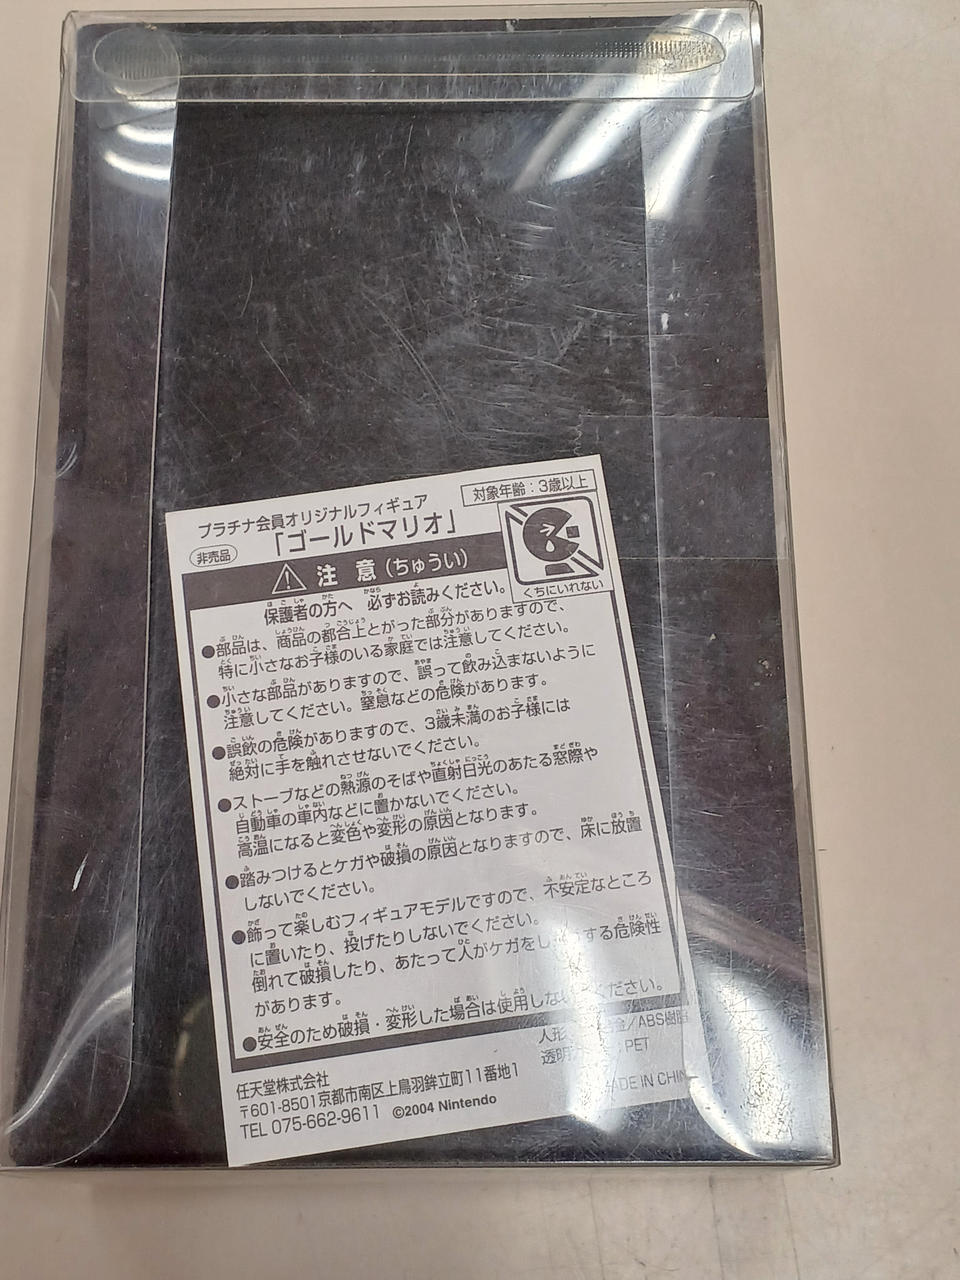 対象年齢：3歳以上
プラチナ会員オリジナルフィギュア
非売品 「ゴールドマリオ」
注 意（ちゅうい）
くちにいれない
保護者の方へ 必ずお読みください。
●部品は、商品の都合上とがった部分がありますので、
特に小さなお子様のいる家庭では注意してください。
●小さな部品がありますので、誤って飲み込まないように
注意してください。窒息などの危険があります。
●誤飲の危険がありますので、3歳未満のお子様には
絶対に手を触れさせないでください。
●ストーブなどの熱源のそばや直射日光のあたる窓際や
自動車の車内などに置かないでください。
高温になると変色や変形の原因となります。
●踏みつけるとケガや破損の原因となりますので、床に放置
しないでください。
●飾って楽しむフィギュアモデルですので、不安定なところ
に置いたり、投げたりしないでください。
倒れて破損したり、あたって人がケガをし する危険性
があります。
●安全のため破損・変形した場合は使用しない ください。
人形 合金/ABS樹脂
透明 PET
任天堂株式会社
〒601-8501京都市南区上鳥羽鉾立町11番地1
TEL 075-662-9611 ©2004 Nintendo
MADE IN CHINA